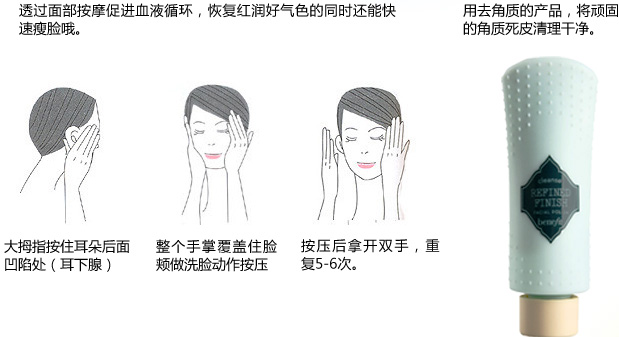 透过面部按摩促进血液循环，恢复红润好气色的同时还能快
速瘦脸哦。
用去角质的产品，将顽固
的角质死皮清理干净。
cleanse
REFINED
FINISH
FACIAL POLISH
benefit
大拇指按住耳朵后面
凹陷处（耳下腺）
整个手掌覆盖住脸
颊做洗脸动作按压
按压后拿开双手，重
复5-6次。